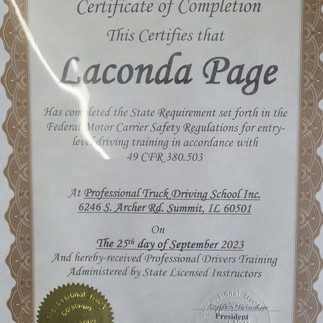 Certificate of Completion
This Certifies that
Laconda Page
Has completed the State Requirement set forth in the
Federal Motor Carrier Safety Regulations for entry-
level driving training in accordance with
49 CFR 380.503
At Professional Truck Driving School Inc.
6246 S. Archer Rd. Summit, IL 60501
On
The 25th day of September 2023
And hereby-received Professional Drivers Training
Administered by State Licensed Instructors
President